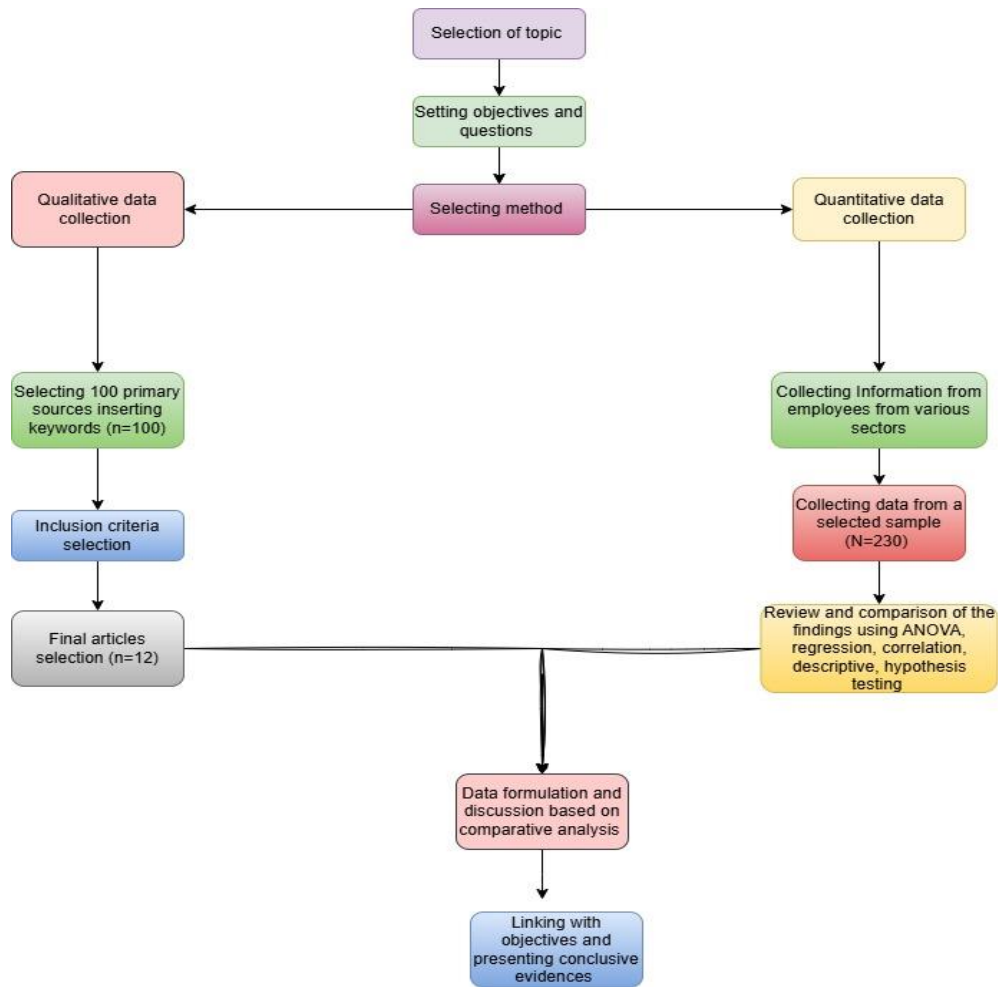 Selection of topic
Setting objectives and
questions
Selecting method
Qualitative data
collection
Quantitative data
collection
Selecting 100 primary
sources inserting
keywords (n=100)
Collecting Information from
employees from various
sectors
Inclusion criteria
selection
Collecting data from a
selected sample
(N=230)
Final articles
selection (n=12)
Review and comparison of the
findings using ANOVA,
regression, correlation,
descriptive, hypothesis
testing
Data formulation and
discussion based on
comparative analysis
Linking with
objectives and
presenting conclusive
evidences